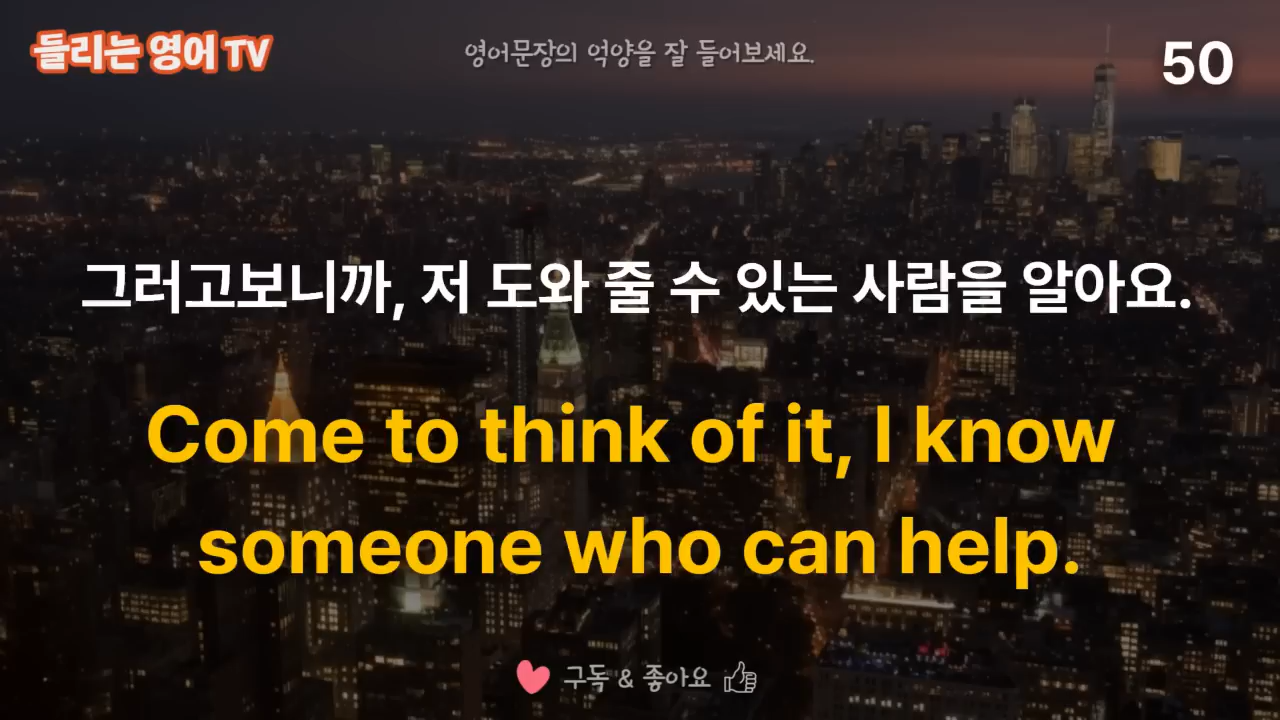 들리는 영어 TV
영어문장의 억양을 잘 들어보세요.
50
그러고보니까, 저 도와 줄 수 있는 사람을 알아요.
Come to think of it, I know
someone who can help.
구독 & 좋아요